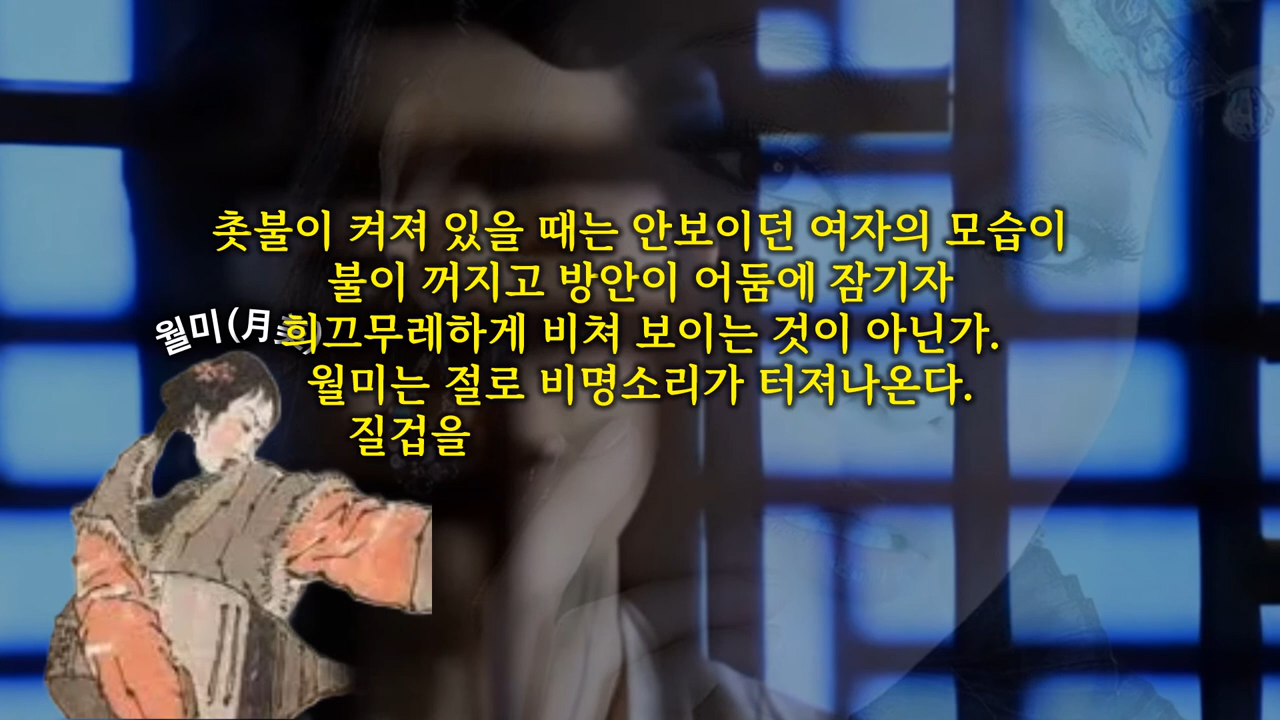 촛불이 켜져 있을 때는 안보이던 여자의 모습이
불이 꺼지고 방안이 어둠에 잠기자
희끄무레하게 비쳐 보이는 것이 아닌가.
월미는 절로 비명소리가 터져나온다.
질겁을
월미(月